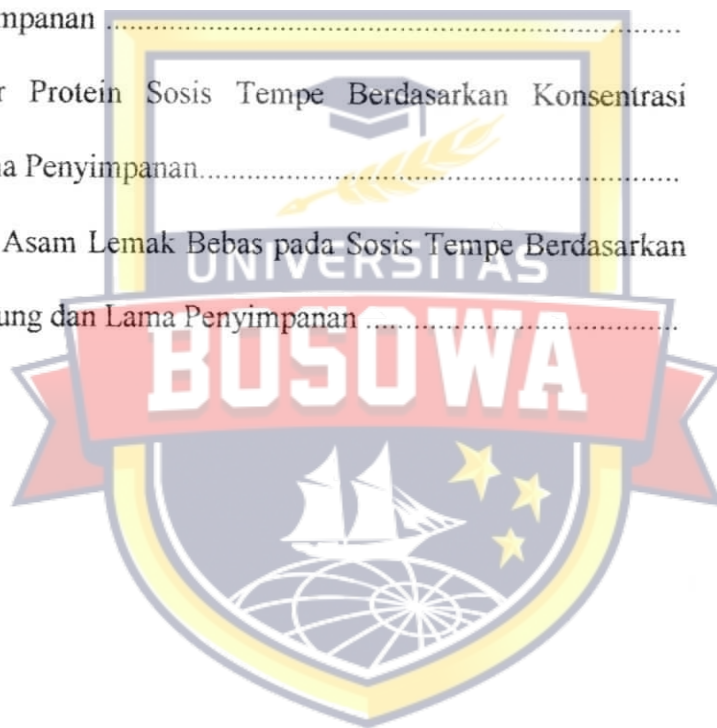 mpanan ....................................................................................
r Protein Sosis Tempe Berdasarkan Konsentrasi
na Penyimpanan.......................................................................
Asam Lemak Bebas pada Sosis Tempe Berdasarkan
UNIVERSITAS
ung dan Lama Penyimpanan ..............................................
BOSOWA